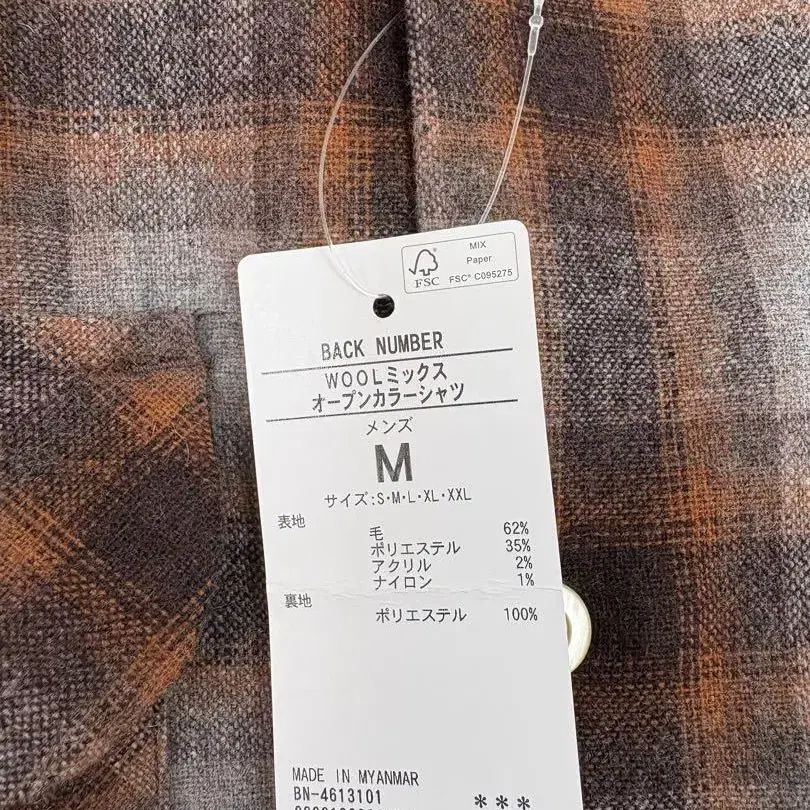 MIX
Paper
FSC
FSC® C095275
BACK NUMBER
WOOLミックス
オープンカラーシャツ
メンズ
M
サイズ:S・M・L・XL・XXL
表地
毛 62%
ポリエステル 35%
アクリル 2%
ナイロン 1%
裏地
ポリエステル 100%
MADE IN MYANMAR
BN-4613101
***